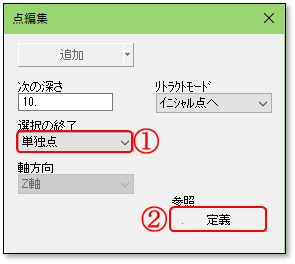 点編集
追加
次の深さ
リトラクトモード
10.
イニシャル点へ
選択の終了
単独点
①
軸方向
Z軸
参照
②
定義